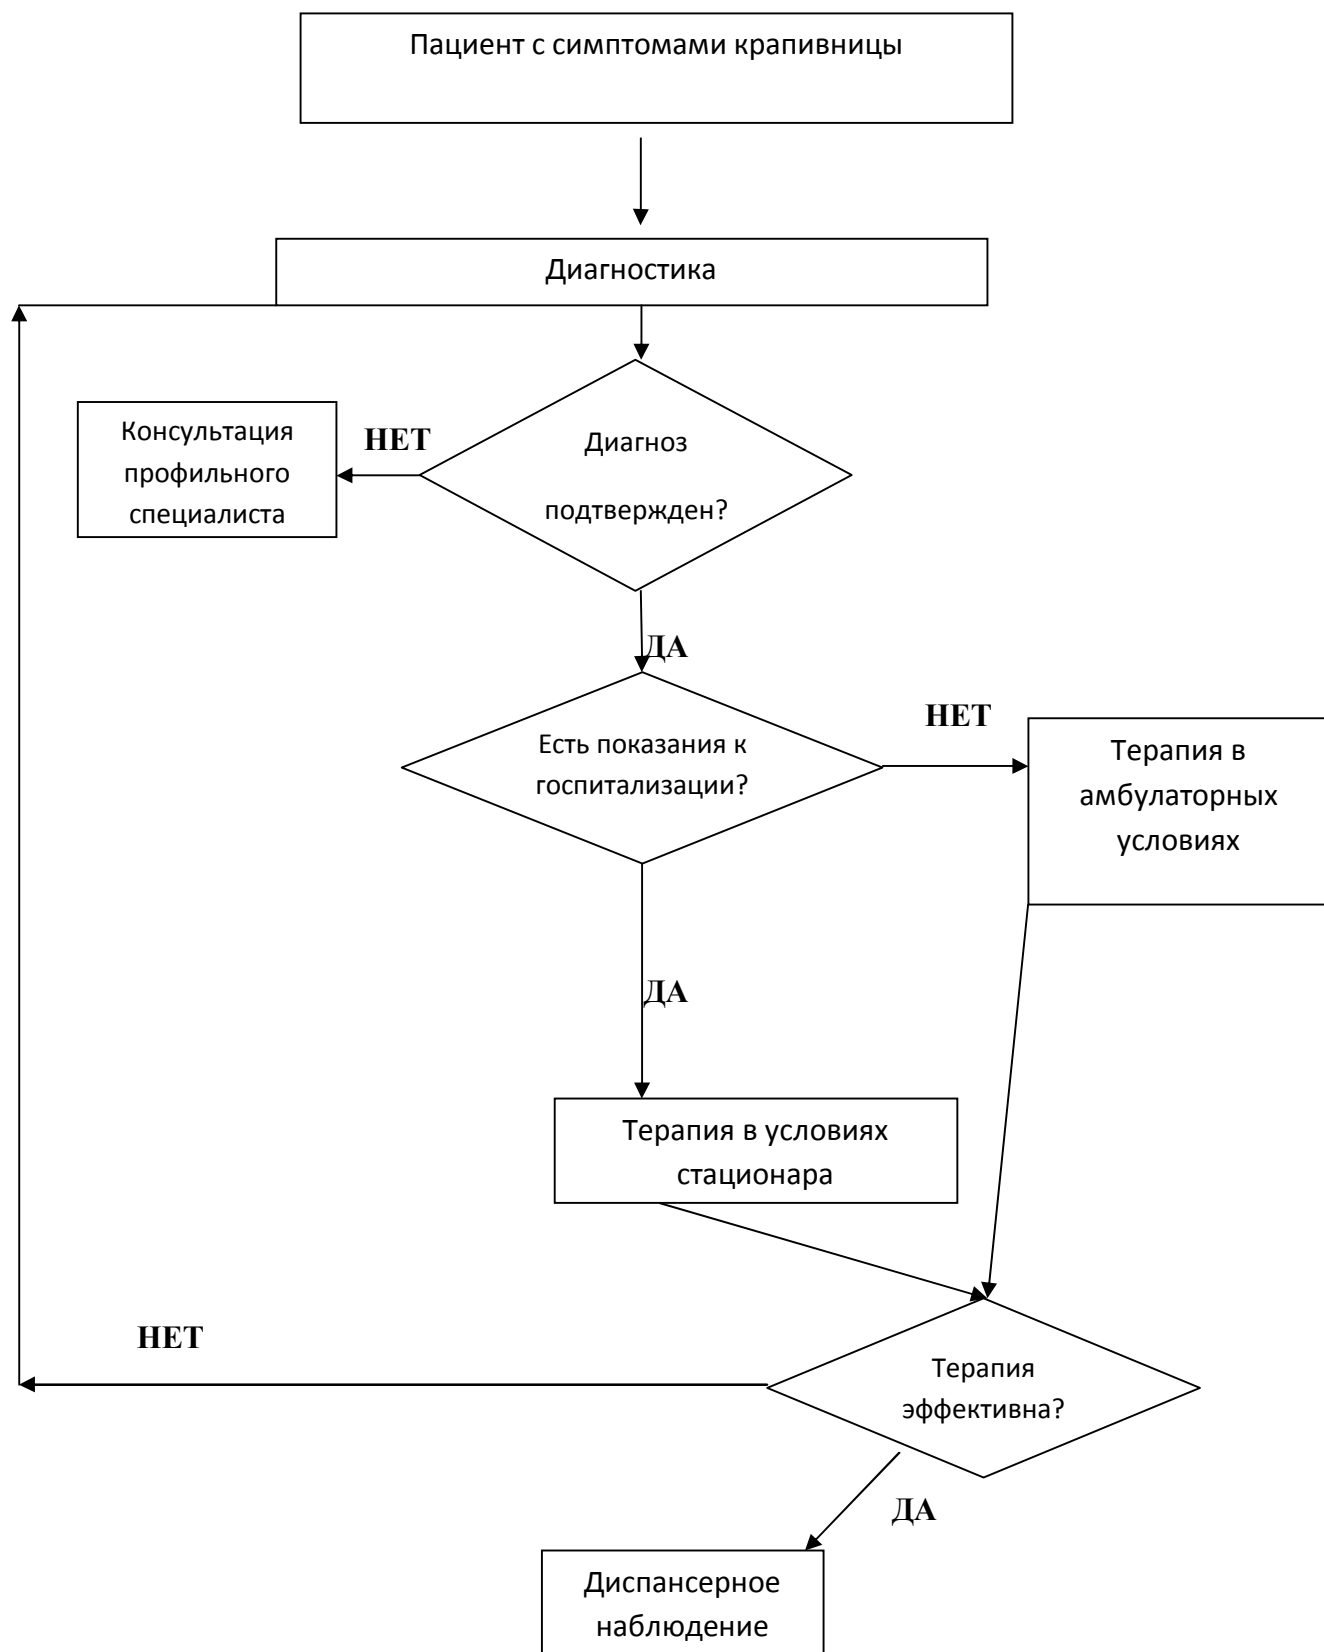 Пациент с симптомами крапивницы
Диагностика
Консультация
профильного
специалиста
НЕТ
Диагноз
подтвержден?
ДА
Есть показания к
госпитализации?
НЕТ
Терапия в
амбулаторных
условиях
ДА
Терапия в условиях
стационара
НЕТ
Терапия
эффективна?
ДА
Диспансерное
наблюдение